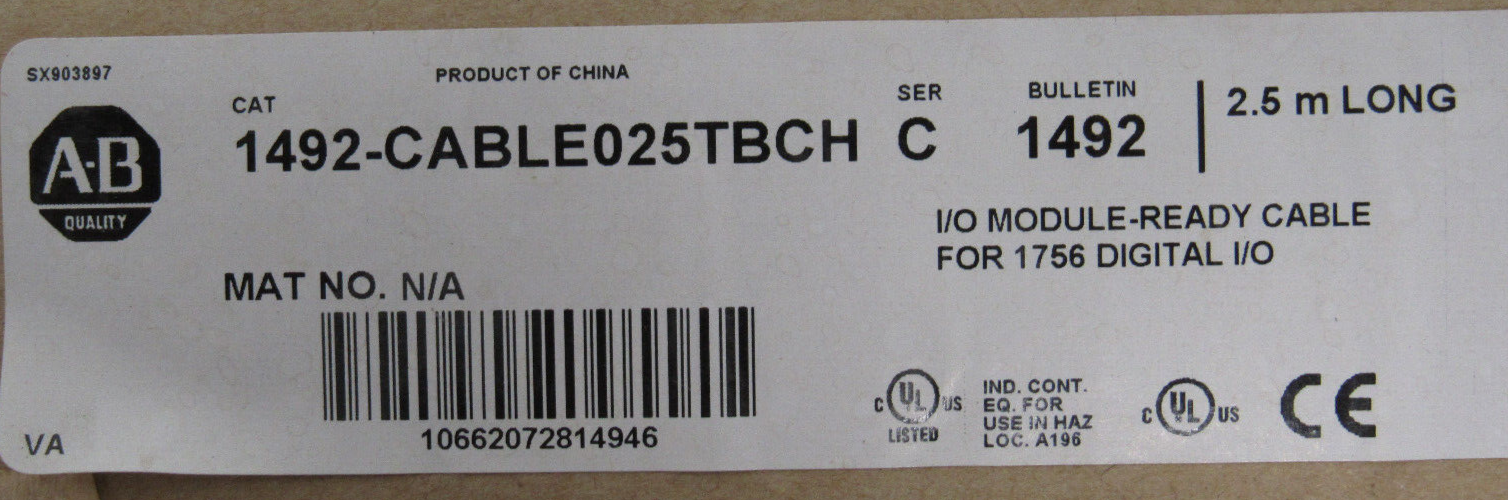 SX903897
PRODUCT OF CHINA
CAT
SER
BULLETIN
1492-CABLE025TBCH C 1492
2.5 m LONG
A-B
QUALITY
I/O MODULE-READY CABLE
FOR 1756 DIGITAL I/O
MAT NO. N/A
10662072814946
VA
C UL US
LISTED
IND. CONT.
EQ. FOR
USE IN HAZ
LOC. A196
C UL US
CE